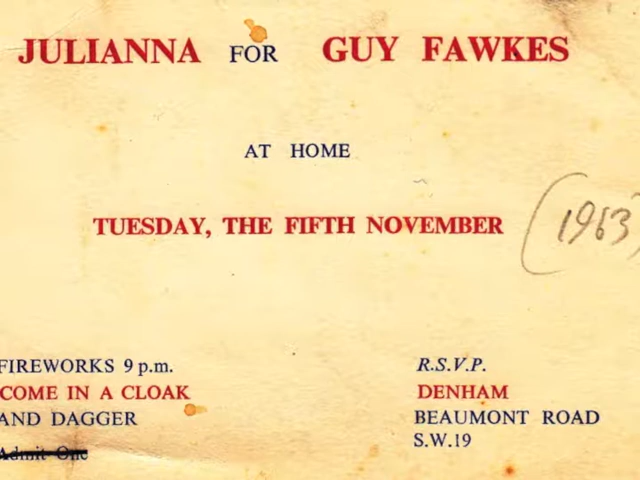 JULIANNA FOR GUY FAWKES
AT HOME
TUESDAY, THE FIFTH NOVEMBER (1963)
FIREWORKS 9 p.m.
COME IN A CLOAK
AND DAGGER
Admit One
R.S.V.P.
DENHAM
BEAUMONT ROAD
S.W.19